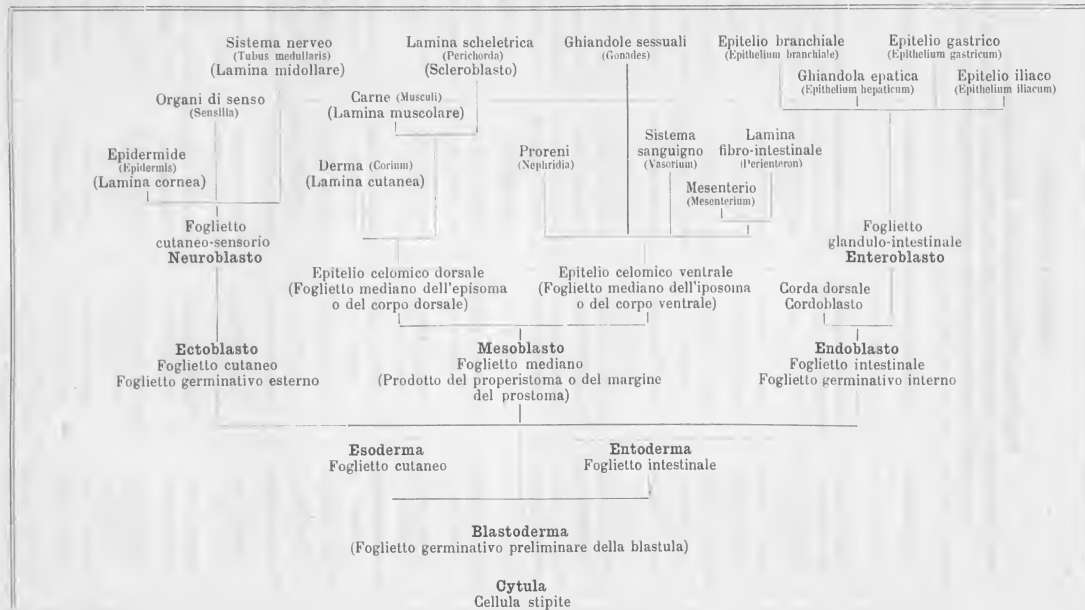 Sistema nerveo
(Tubus medullaris)
(Lamina midollare)
Lamina scheletrica
(Perichorda)
(Scleroblasto)
Ghiandole sessuali
(Gonades)
Epitelio branchiale
(Epithelium branchiale)
Epitelio gastrico
(Epithelium gastricum)
Ghiandola epatica
(Epithelium hepaticum)
Epitelio iliaco
(Epithelium iliacum)
Organi di senso
(Sensilia)
Carne (Musculi)
(Lamina muscolare)
Epidermide
(Epidermis)
(Lamina cornea)
Derma (Corium)
(Lamina cutanea)
Proreni
(Nephridia)
Sistema
sanguigno
(Vasorium)
Lamina
fibro-intestinale
(Perienteron)
Mesenterio
(Mesenterium)
Foglietto
cutaneo-sensorio
Neuroblasto
Foglietto
glandulo-intestinale
Enteroblasto
Epitelio celomico dorsale
(Foglietto mediano dell'episoma
o del corpo dorsale)
Epitelio celomico ventrale
(Foglietto mediano dell'iposoma
o del corpo ventrale)
Corda dorsale
Cordoblasto
Ectoblasto
Foglietto cutaneo
Foglietto germinativo esterno
Mesoblasto
Foglietto mediano
(Prodotto del properistoma o del margine
del prostoma)
Endoblasto
Foglietto intestinale
Foglietto germinativo interno
Esoderma
Foglietto cutaneo
Entoderma
Foglietto intestinale
Blastoderma
(Foglietto germinativo preliminare della blastula)
Cytula
Cellula stipite